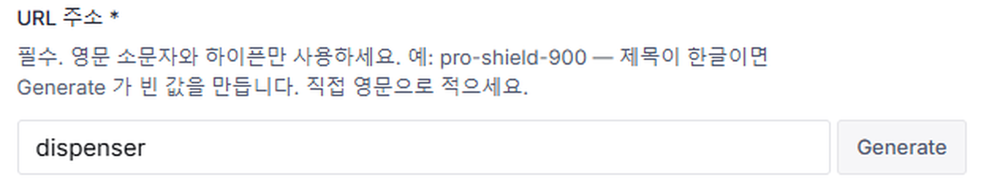 URL 주소 *
필수. 영문 소문자와 하이픈만 사용하세요. 예: pro-shield-900 — 제목이 한글이면
Generate 가 빈 값을 만듭니다. 직접 영문으로 적으세요.
dispenser
Generate